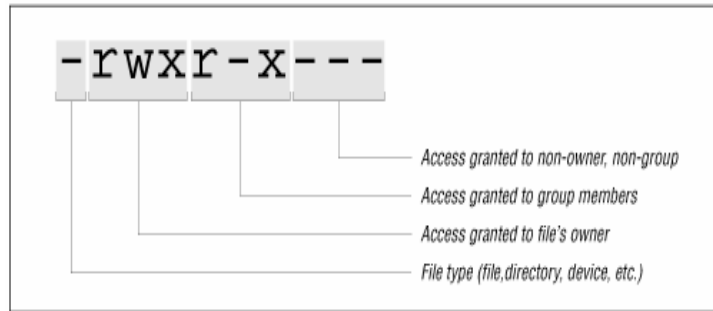 -rwxr-x---
Access granted to non-owner, non-group
Access granted to group members
Access granted to file's owner
File type (file,directory, device, etc.)